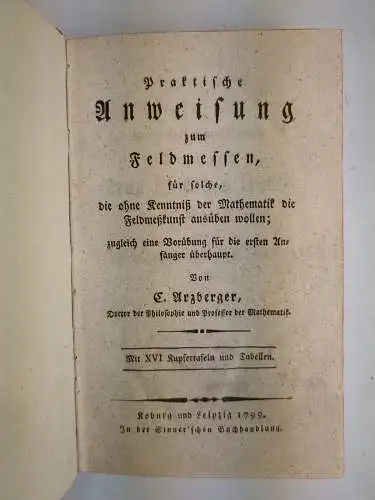 Praktische
Anweisung
zum
Feldmessen,
für solche,
die ohne Kenntniß der Mathematik die
Feldmeßkunst ausüben wollen;
zugleich eine Vorübung für die ersten An-
fänger überhaupt.
Von
C. Arzberger,
Doctor der Philosophie und Professor der Mathematik.
Mit XVI Kupfertafeln und Tabellen.
Koburg und Leipzig 1799.
In der Sinner'schen Buchhandlung.